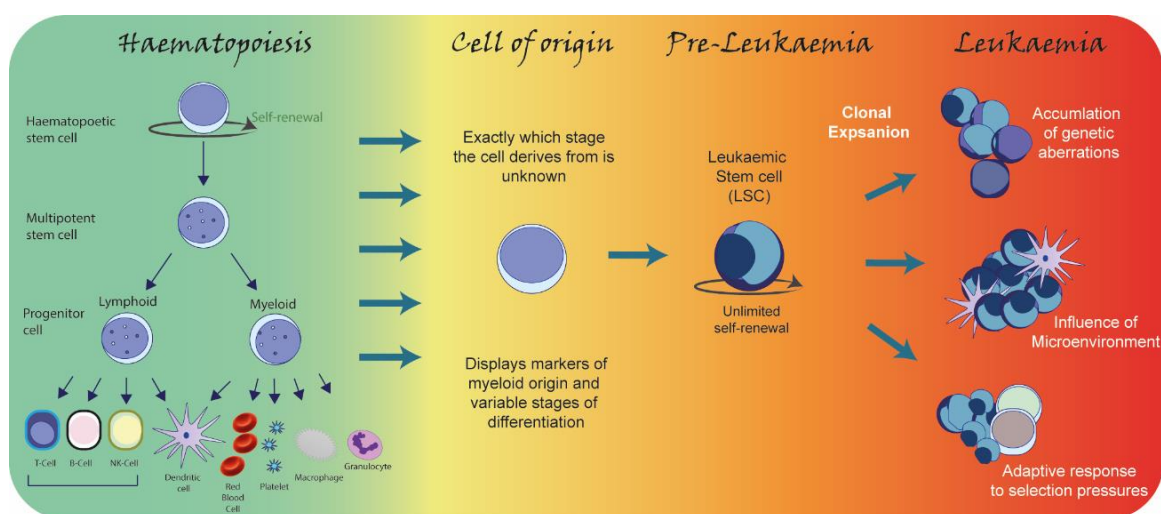 Haematopoiesis
Cell of origin
Pre-Leukaemia
Leukaemia
Haematopoetic
stem cell
Self-renewal
Multipotent
stem cell
Progenitor
cell
Lymphoid
Myeloid
T-Cell
B-Cell
NK-Cell
Dendritic
cell
Red
Blood
Cell
Platelet
Macrophage
Granulocyte
Exactly which stage
the cell derives from is
unknown
Displays markers of
myeloid origin and
variable stages of
differentiation
Leukaemic
Stem cell
(LSC)
Unlimited
self-renewal
Clonal
Expsanion
Accumlation
of genetic
aberrations
Influence of
Microenvironment
Adaptive response
to selection pressures